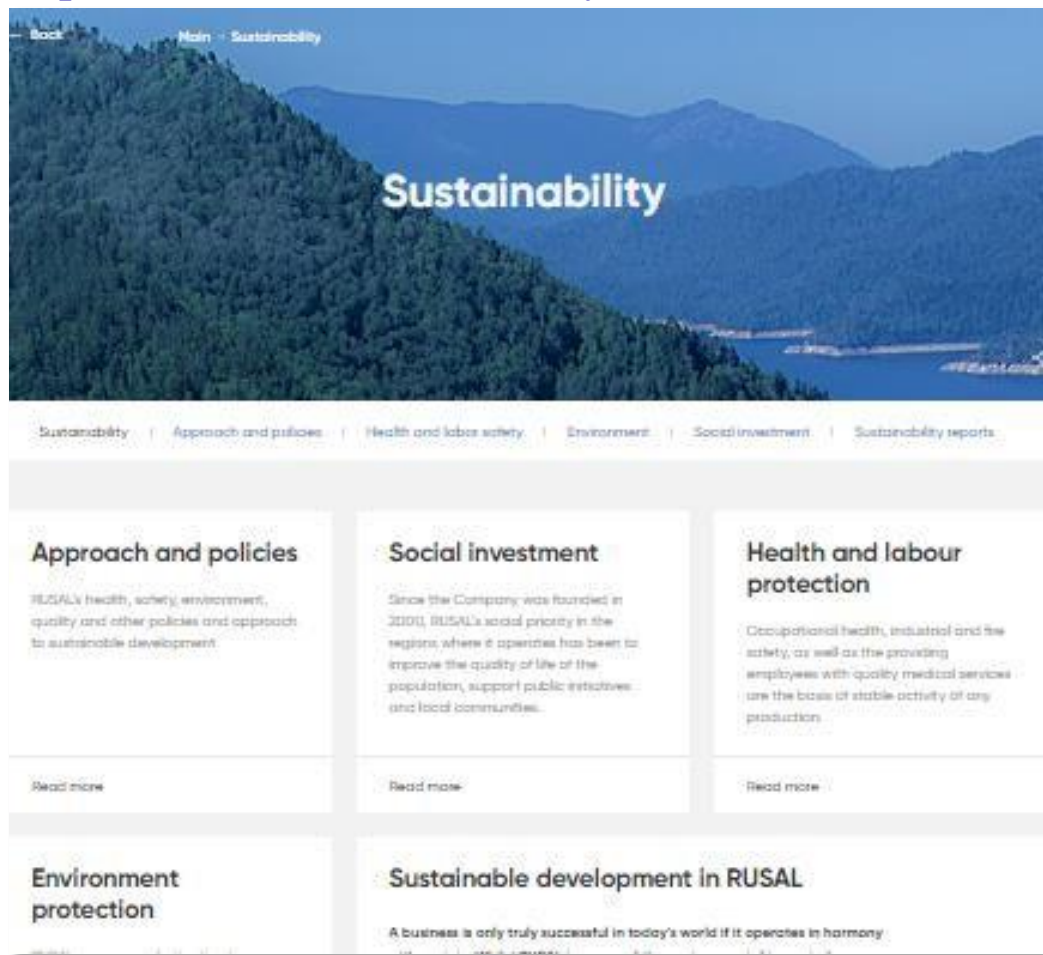 Back
Main - Sustainability
Sustainability
Sustainability | Approach and policies | Health and labor safety | Environment | Social investment | Sustainability reports
Approach and policies
RUSAL's health, safety, environment,
quality and other policies and approach
to sustainable development
Read more
Social investment
Since the Company was founded in
2000, RUSAL's social priority in the
regions where it operates has been to
improve the quality of life of the
population, support public initiatives
and local communities.
Read more
Health and labour
protection
Occupational health, industrial and fire
safety, as well as the providing
employees with quality medical services
are the basis of stable activity of any
production
Read more
Environment
protection
Sustainable development in RUSAL
A business is only truly successful in today's world if it operates in harmony